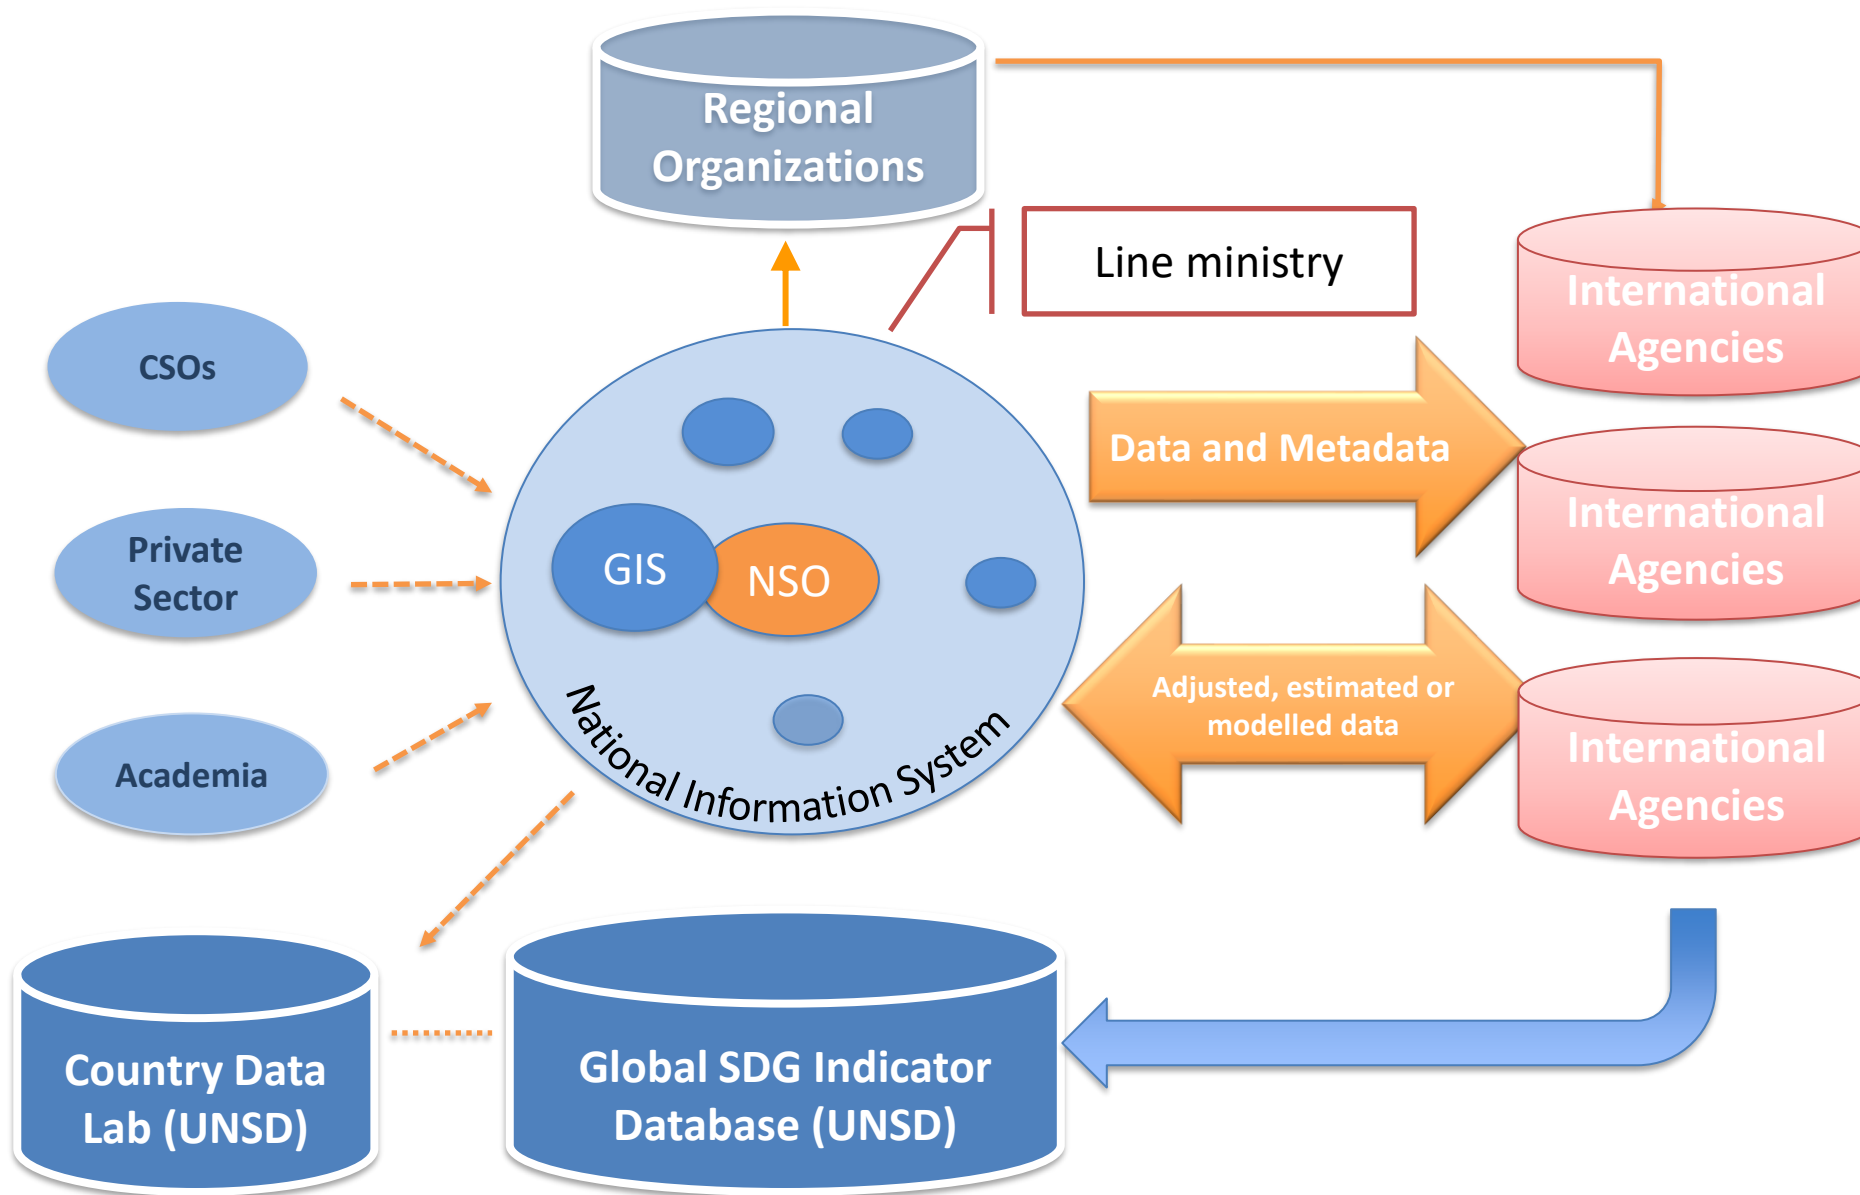 Regional
Organizations
Line ministry
International
Agencies
CSOs
Data and Metadata
International
Agencies
Private
Sector
GIS
NSO
Adjusted, estimated or
modelled data
International
Agencies
Academia
National Information System
Country Data
Lab (UNSD)
Global SDG Indicator
Database (UNSD)